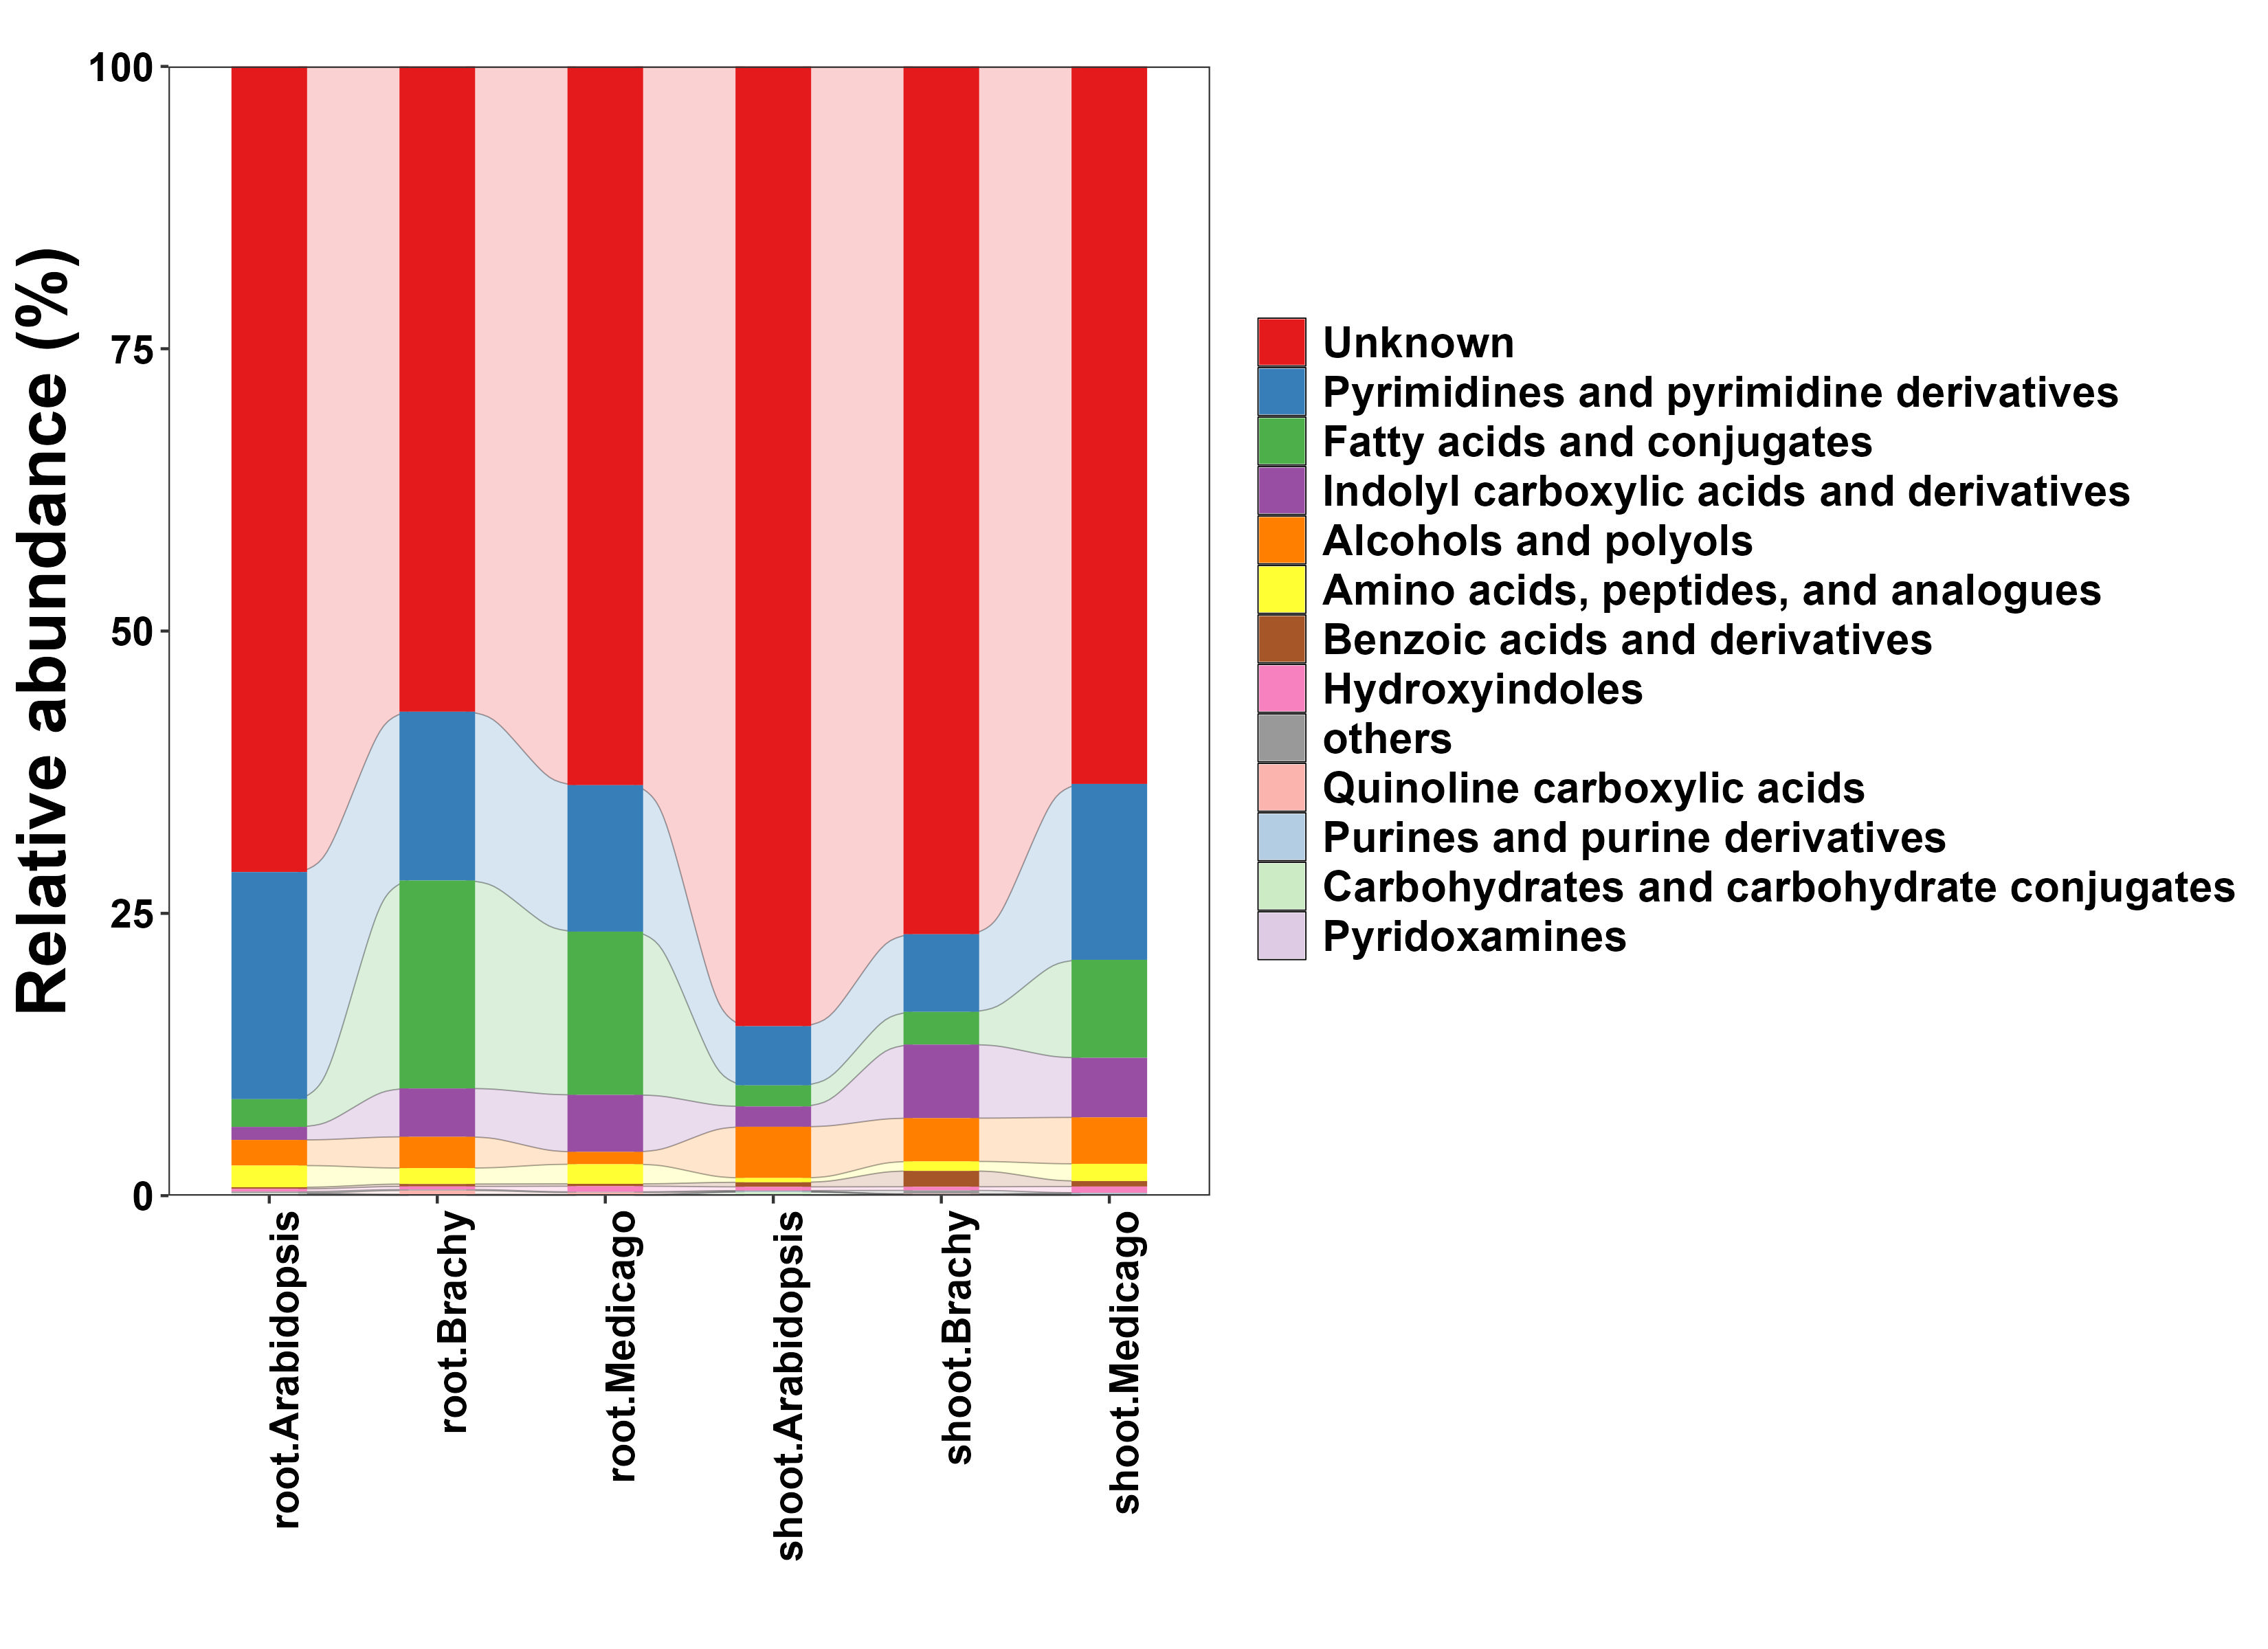 Relative abundance (%)
100
75
50
25
0
root.Arabidopsis
root.Brachy
root.Medicago
shoot.Arabidopsis
shoot.Brachy
shoot.Medicago
Unknown
Pyrimidines and pyrimidine derivatives
Fatty acids and conjugates
Indolyl carboxylic acids and derivatives
Alcohols and polyols
Amino acids, peptides, and analogues
Benzoic acids and derivatives
Hydroxyindoles
others
Quinoline carboxylic acids
Purines and purine derivatives
Carbohydrates and carbohydrate conjugates
Pyridoxamines